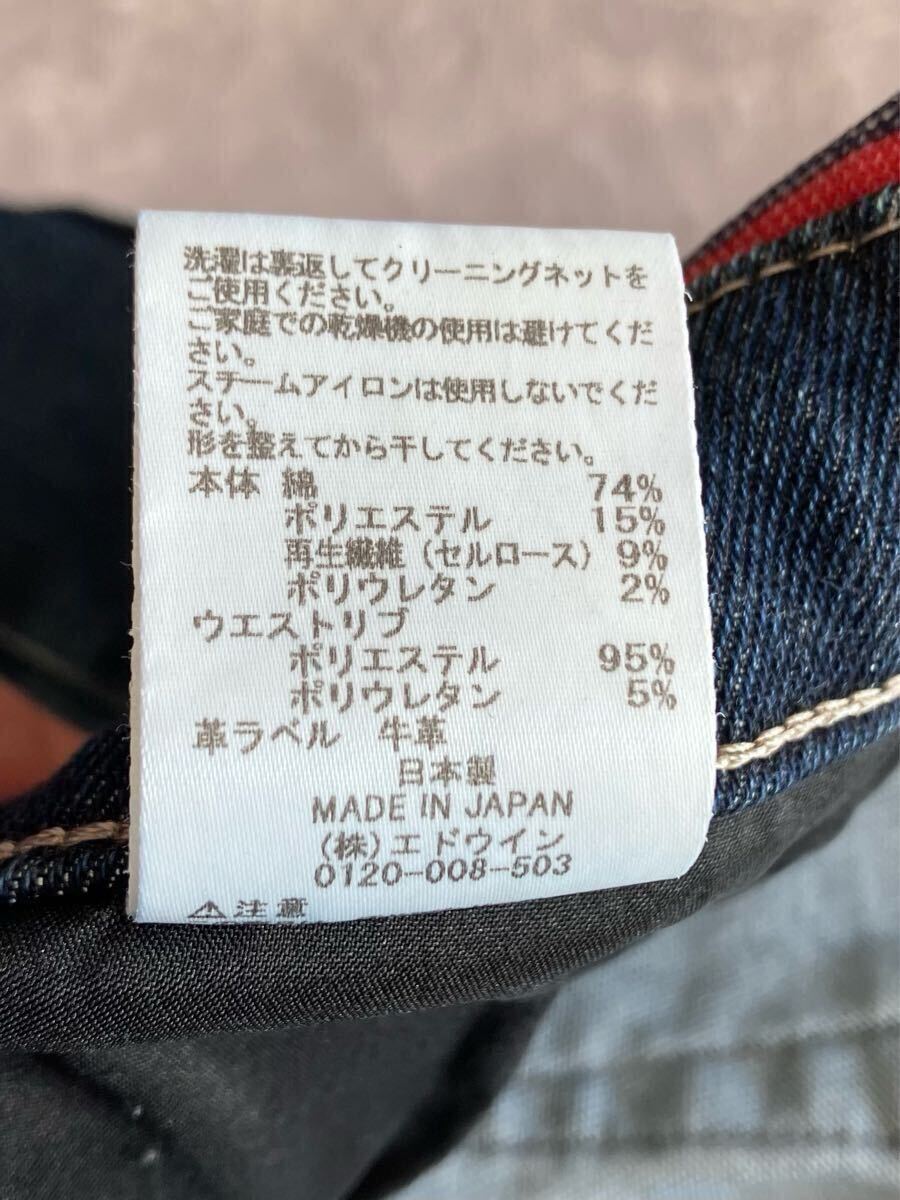 洗濯は裏返してクリーニングネットを
ご使用ください。
ご家庭での乾燥機の使用は避けてくだ
さい。
スチームアイロンは使用しないでくだ
さい。
形を整えてから干してください。
本体 綿 74%
ポリエステル 15%
再生繊維(セルロース) 9%
ポリウレタン 2%
ウエストリブ
ポリエステル 95%
ポリウレタン 5%
革ラベル 牛革
日本製
MADE IN JAPAN
(株)エドウイン
0120-008-503
⚠注意